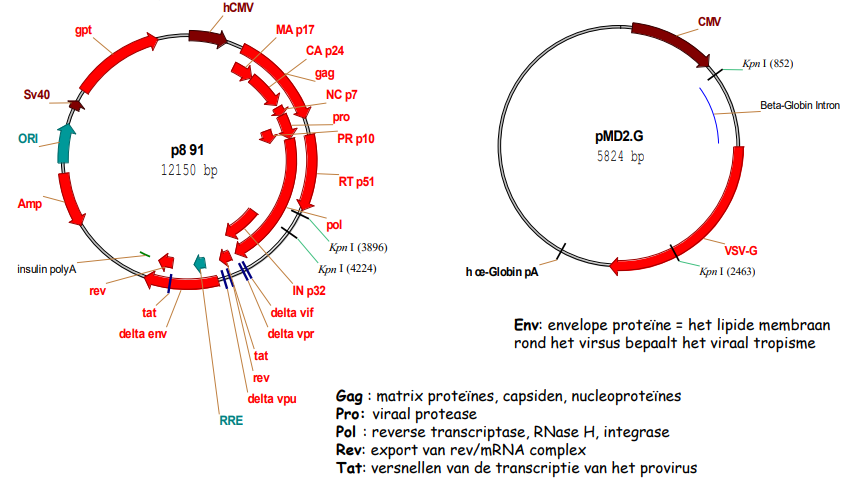 hCMV
gpt
MA p17
CA p24
gag
NC p7
pro
PR p10
RT p51
pol
Kpn I (3896)
Kpn I (4224)
IN p32
delta vif
delta vpr
tat
rev
delta vpu
RRE
delta env
tat
rev
insulin polyA
Amp
ORI
Sv40
p8 91
12150 bp
CMV
Kpn I (852)
Beta-Globin Intron
pMD2.G
5824 bp
VSV-G
Kpn I (2463)
h œ-Globin pA
Env: envelope proteïne = het lipide membraan
rond het virsus bepaalt het viraal tropisme
Gag : matrix proteïnes, capsiden, nucleoproteïnes
Pro: viraal protease
Pol : reverse transcriptase, RNase H, integrase
Rev: export van rev/mRNA complex
Tat: versnellen van de transcriptie van het provirus